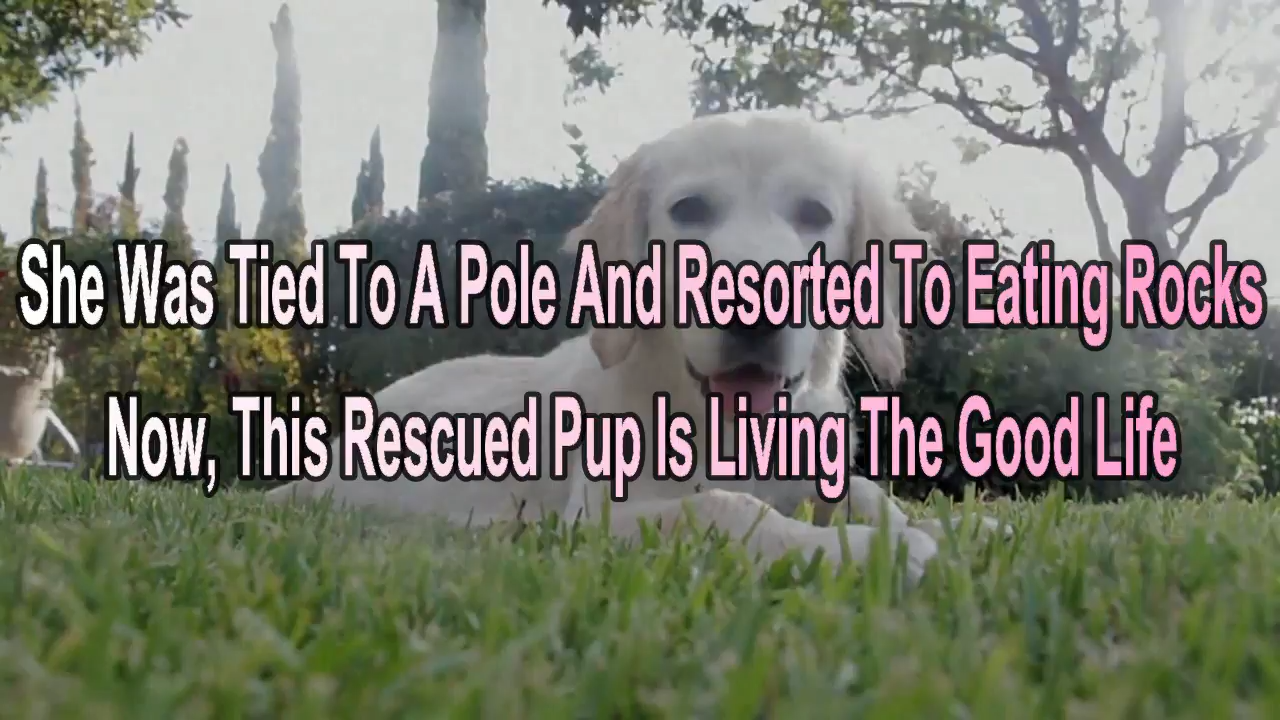 She Was Tied To A Pole And Resorted To Eating Rocks
Now, This Rescued Pup Is Living The Good Life